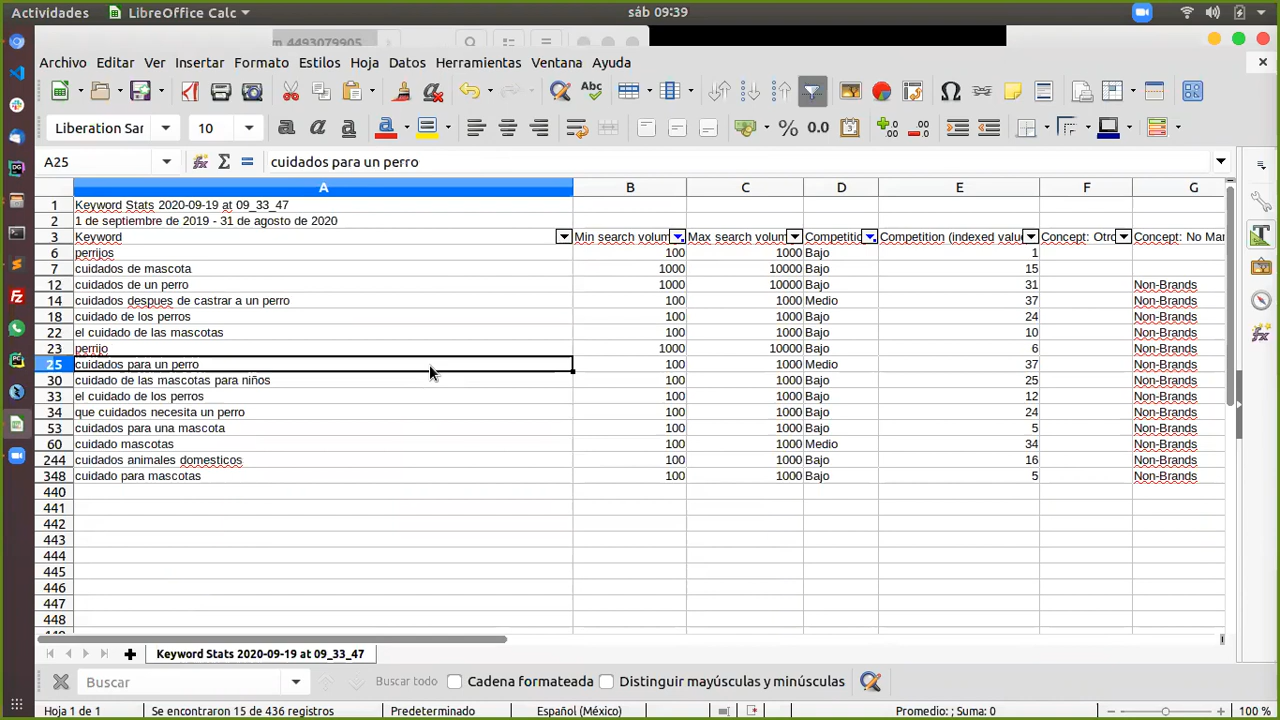 Actividades LibreOffice Calc sáb 09:39
m 4493079905
Archivo Editar Ver Insertar Formato Estilos Hoja Datos Herramientas Ventana Ayuda
Liberation Sar 10
A25 cuidados para un perro
A B C D E F G
1 Keyword Stats 2020-09-19 at 09_33_47
2 1 de septiembre de 2019 - 31 de agosto de 2020
3 Keyword Min search volum Max search volum Competitio Competition (indexed valu Concept: Otro Concept: No Mar
6 perrijos 100 1000 Bajo 1
7 cuidados de mascota 1000 10000 Bajo 15
12 cuidados de un perro 1000 10000 Bajo 31 Non-Brands
14 cuidados despues de castrar a un perro 100 1000 Medio 37 Non-Brands
18 cuidado de los perros 100 1000 Bajo 24 Non-Brands
22 el cuidado de las mascotas 100 1000 Bajo 10 Non-Brands
23 perrijo 1000 10000 Bajo 6 Non-Brands
25 cuidados para un perro 100 1000 Medio 37 Non-Brands
30 cuidado de las mascotas para niños 100 1000 Bajo 25 Non-Brands
33 el cuidado de los perros 100 1000 Bajo 12 Non-Brands
34 que cuidados necesita un perro 100 1000 Bajo 24 Non-Brands
53 cuidados para una mascota 100 1000 Bajo 5 Non-Brands
60 cuidado mascotas 100 1000 Medio 34 Non-Brands
244 cuidados animales domesticos 100 1000 Bajo 16 Non-Brands
348 cuidado para mascotas 100 1000 Bajo 5 Non-Brands
440
441
442
443
444
445
446
447
448
Keyword Stats 2020-09-19 at 09_33_47
Buscar Buscar todo Cadena formateada Distinguir mayúsculas y minúsculas
Hoja 1 de 1 Se encontraron 15 de 436 registros Predeterminado Español (México) Promedio: ; Suma: 0 100 %